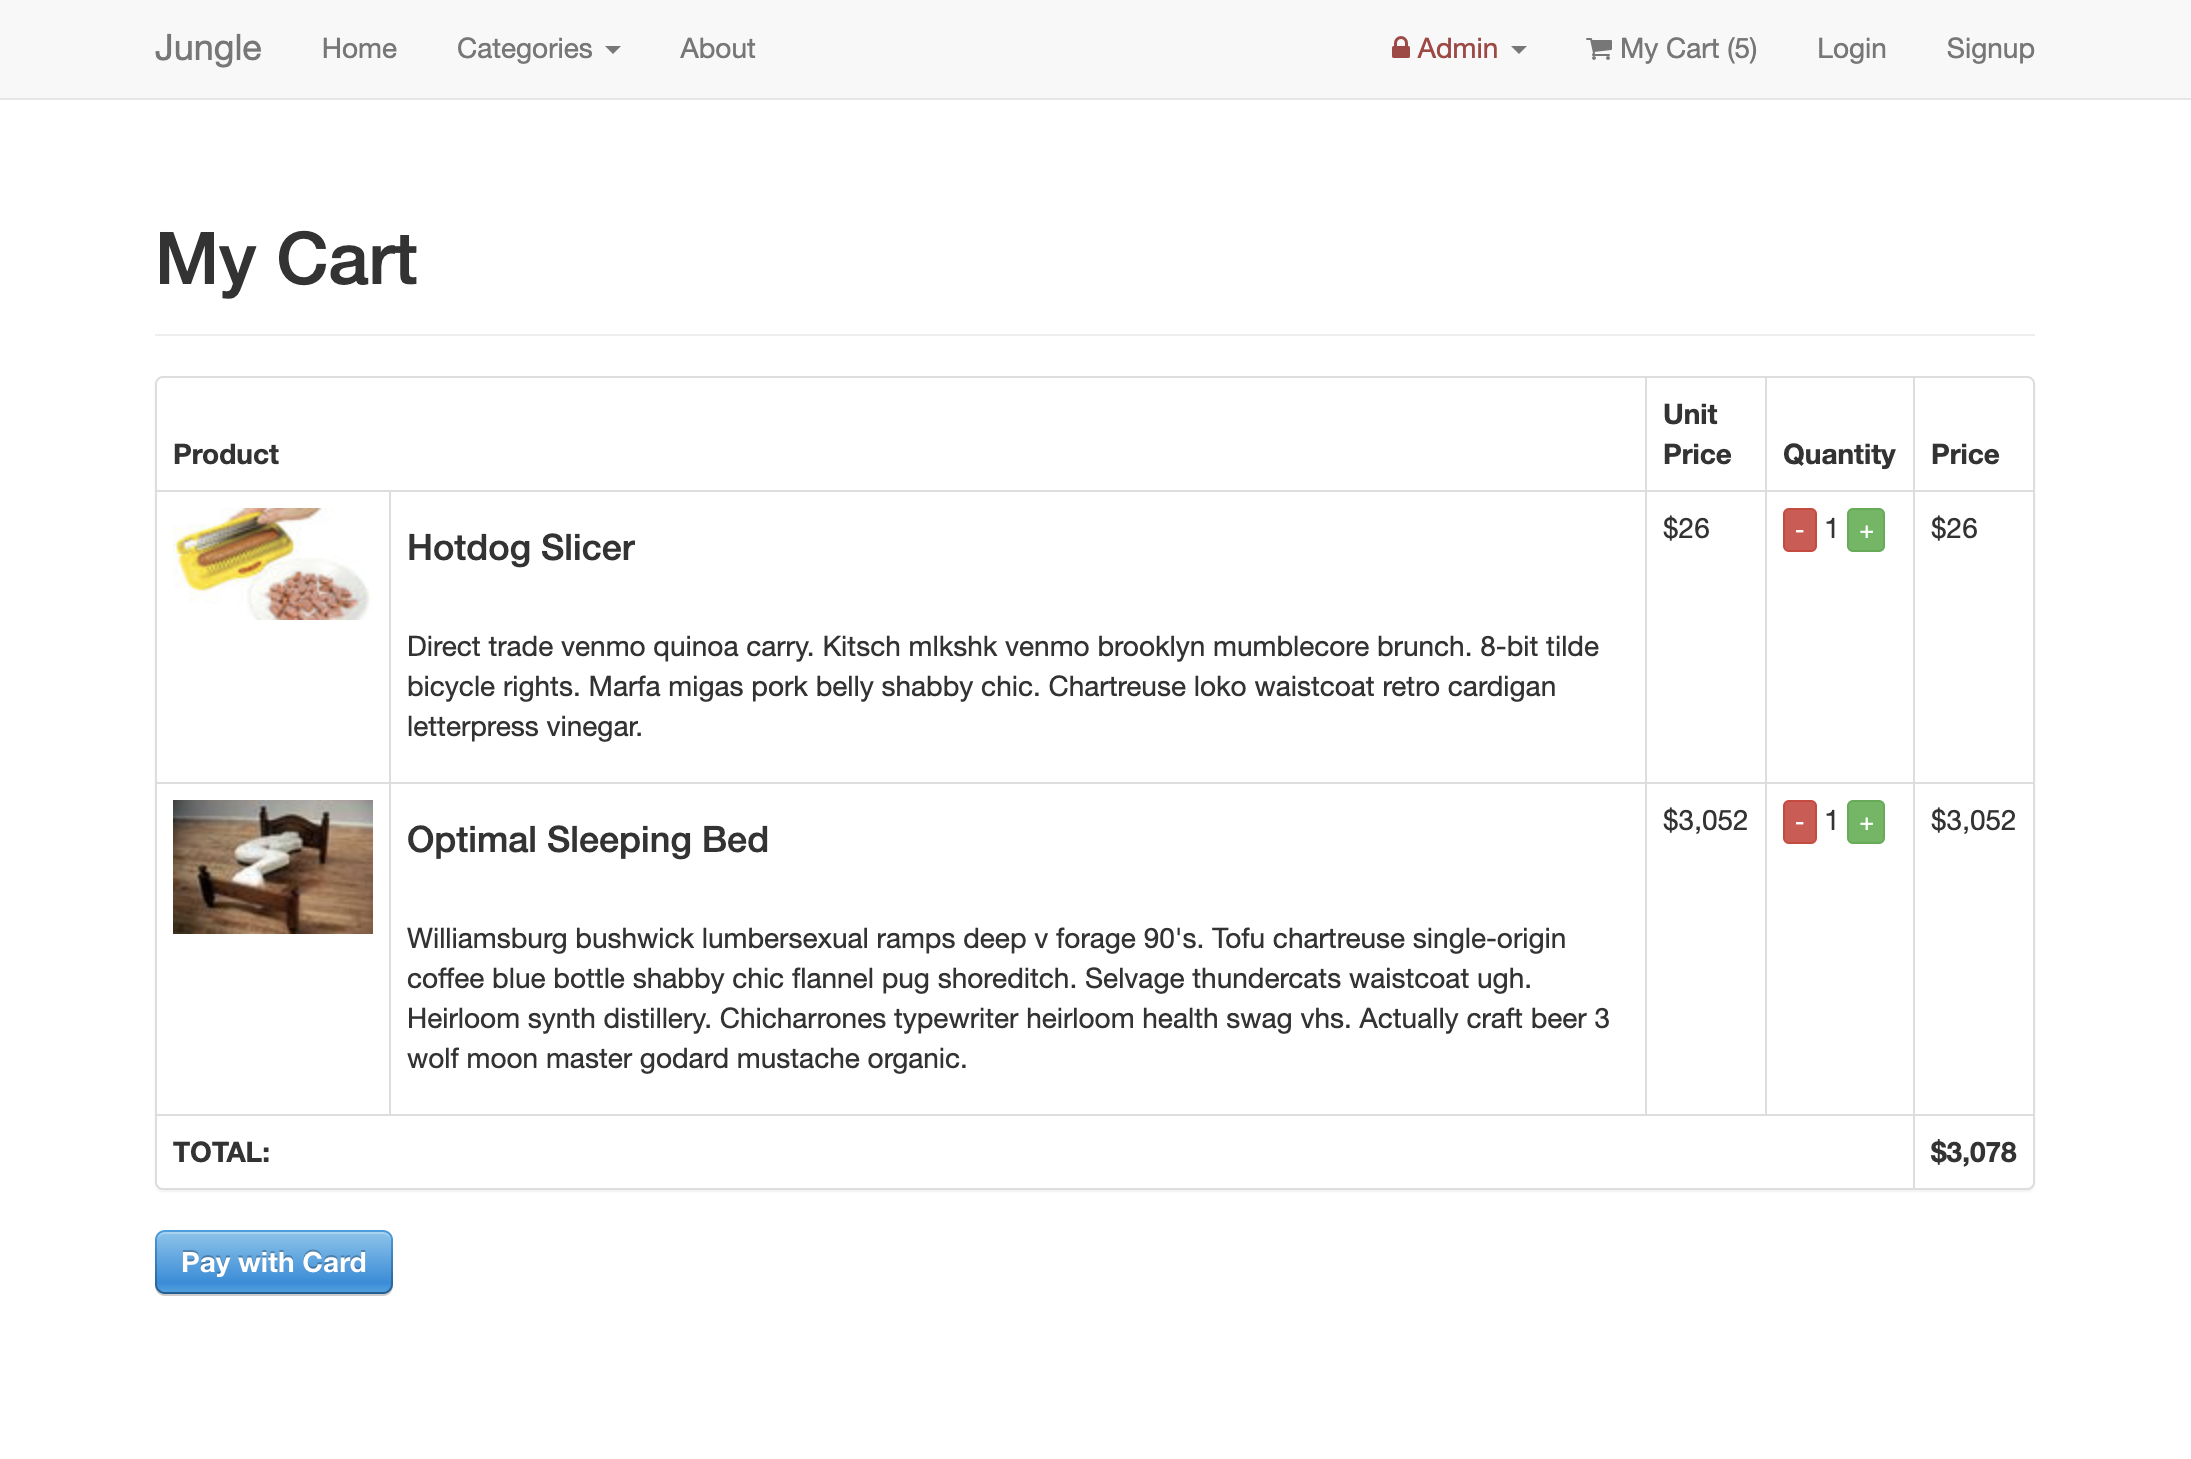 Jungle Home Categories About Admin My Cart (5) Login Signup
My Cart
Product Unit Price Quantity Price
Hotdog Slicer $26 - 1 + $26
Direct trade venmo quinoa carry. Kitsch mlkshk venmo brooklyn mumblecore brunch. 8-bit tilde
bicycle rights. Marfa migas pork belly shabby chic. Chartreuse loko waistcoat retro cardigan
letterpress vinegar.
Optimal Sleeping Bed $3,052 - 1 + $3,052
Williamsburg bushwick lumbersexual ramps deep v forage 90's. Tofu chartreuse single-origin
coffee blue bottle shabby chic flannel pug shoreditch. Selvage thundercats waistcoat ugh.
Heirloom synth distillery. Chicharrones typewriter heirloom health swag vhs. Actually craft beer 3
wolf moon master godard mustache organic.
TOTAL: $3,078
Pay with Card